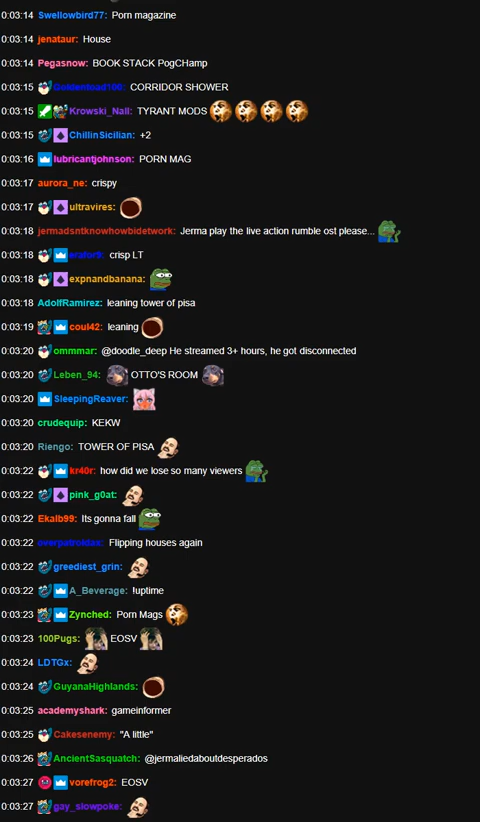 0:03:14 Swellowbird77: Porn magazine
0:03:14 jenataur: House
0:03:14 Pegasnow: BOOK STACK PogCHamp
0:03:15 Goldenload100: CORRIDOR SHOWER
0:03:15 Krowski_Nall: TYRANT MODS
0:03:15 ChillinSicilian: +2
0:03:16 lubricantjohnson: PORN MAG
0:03:17 aurora_ne: crispy
0:03:17 ultravires:
0:03:18 jermadsntknowhowbidetwork: Jerma play the live action rumble ost please...
0:03:18 crisp LT
0:03:18 expnandbanana:
0:03:18 AdolfRamirez: leaning tower of pisa
0:03:19 coul42: leaning
0:03:20 ommmar: @doodle_deep He streamed 3+ hours, he got disconnected
0:03:20 Leben_94: OTTO'S ROOM
0:03:20 SleepingReaver:
0:03:20 crudequip: KEKW
0:03:20 Riengo: TOWER OF PISA
0:03:22 kr40r: how did we lose so many viewers
0:03:22 pink_g0at:
0:03:22 Ekalb99: Its gonna fall
0:03:22 overpatroldax: Flipping houses again
0:03:22 greediest_grin:
0:03:22 A_Beverage: !uptime
0:03:23 Zynched: Porn Mags
0:03:23 100Pugs: EOSV
0:03:24 LDTGx:
0:03:24 GuyanaHighlands:
0:03:25 academyshark: gameinformer
0:03:25 Cakesenemy: "A little"
0:03:26 AncientSasquatch: @jermaliedaboutdesperados
0:03:27 vorefrog2: EOSV
0:03:27 gay_slowpoke: